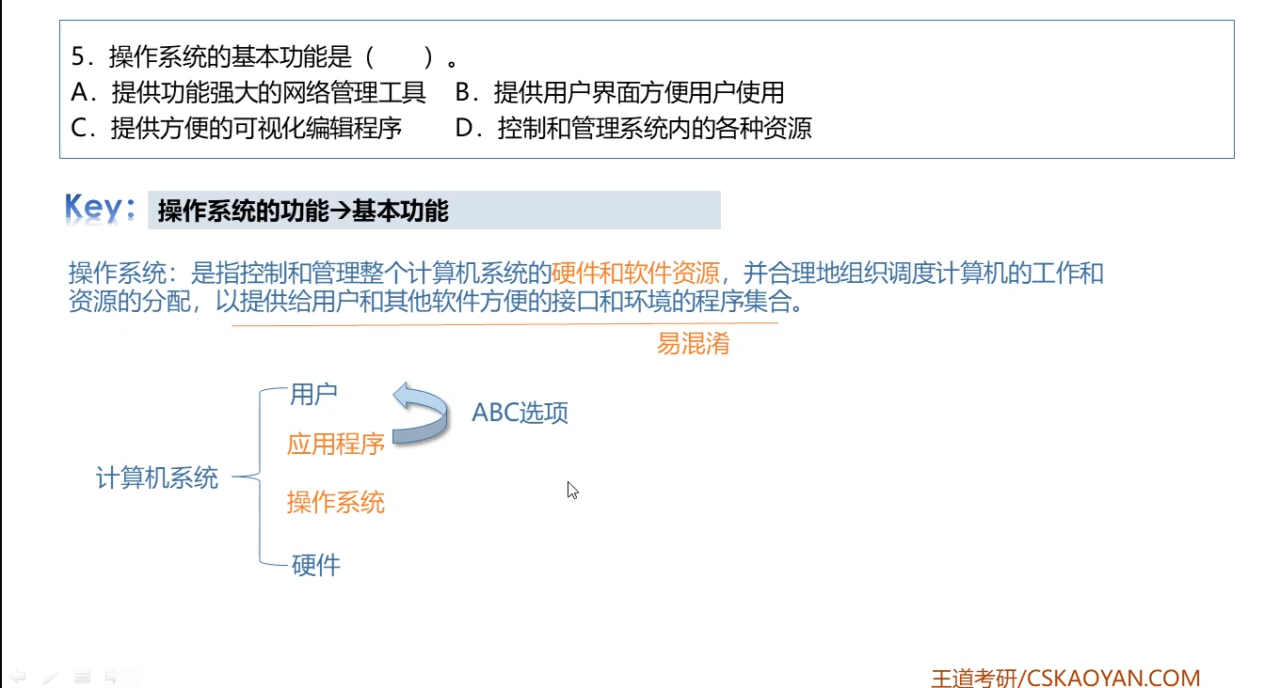 5．操作系统的基本功能是（　　）。
A．提供功能强大的网络管理工具　B．提供用户界面方便用户使用
C．提供方便的可视化编辑程序　　D．控制和管理系统内的各种资源
Key：操作系统的功能→基本功能
操作系统：是指控制和管理整个计算机系统的硬件和软件资源，并合理地组织调度计算机的工作和
资源的分配，以提供给用户和其他软件方便的接口和环境的程序集合。
易混淆
用户
ABC选项
应用程序
计算机系统
操作系统
硬件
王道考研/CSKAOYAN.COM